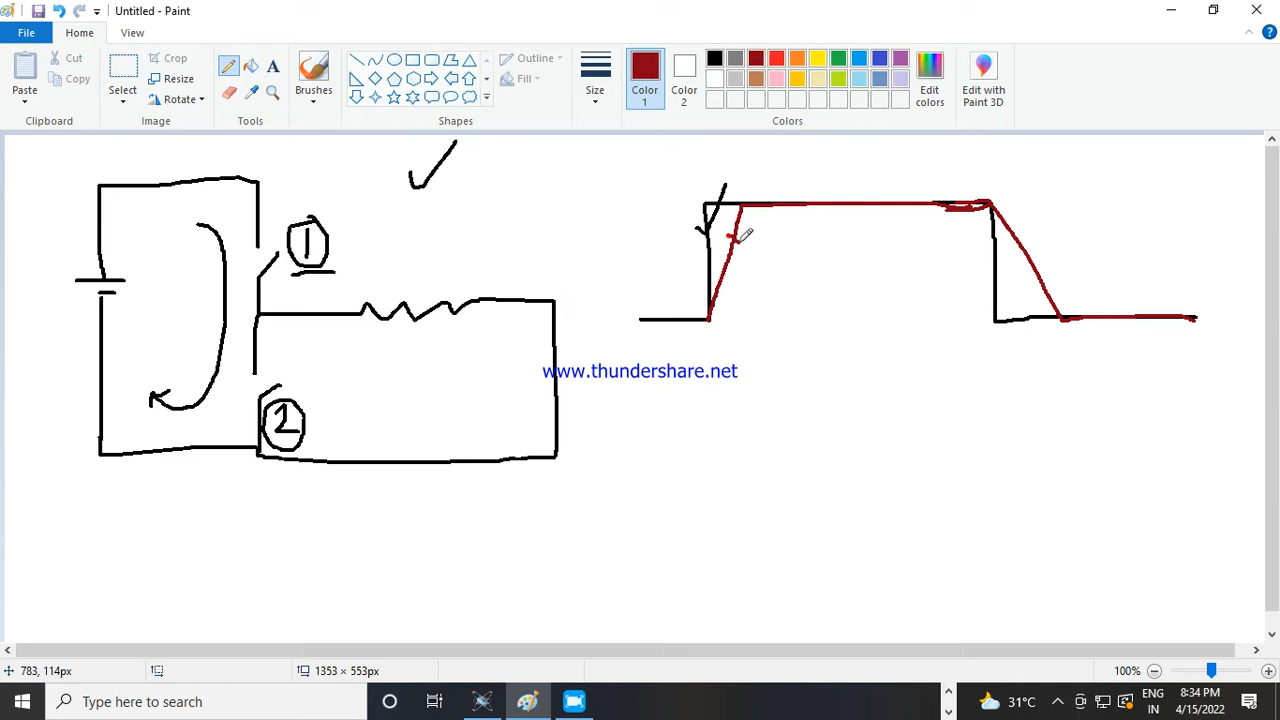 Untitled - Paint
File
Home
View
Paste
Cut
Copy
Clipboard
Select
Crop
Resize
Rotate
Image
A
Tools
Brushes
Outline
Fill
Shapes
Size
Color 1
Color 2
Edit colors
Edit with Paint 3D
Colors
1
2
www.thundershare.net
783, 114px
1353 × 553px
100%
Type here to search
31°C
ENG
IN
8:34 PM
4/15/2022